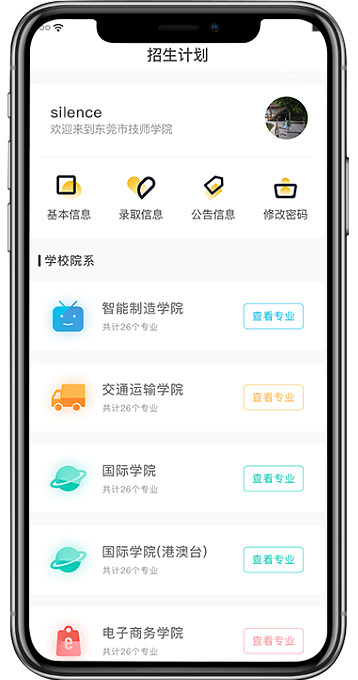 招生计划
silence
欢迎来到东莞市技师学院
基本信息
录取信息
公告信息
修改密码
学校院系
智能制造学院
共计26个专业
查看专业
交通运输学院
共计26个专业
查看专业
国际学院
共计26个专业
查看专业
国际学院(港澳台)
共计26个专业
查看专业
电子商务学院
共计26个专业
查看专业